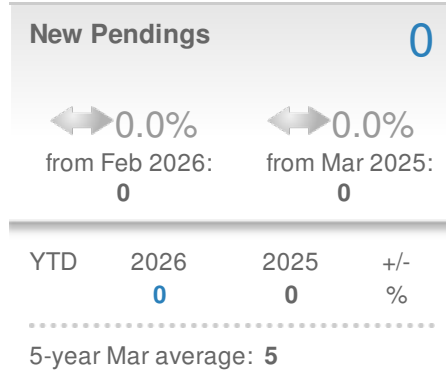 New Pendings 0
0.0% 0.0%
from Feb 2026: from Mar 2025:
0 0
YTD 2026 2025 +/-
0 0 %
5-year Mar average: 5